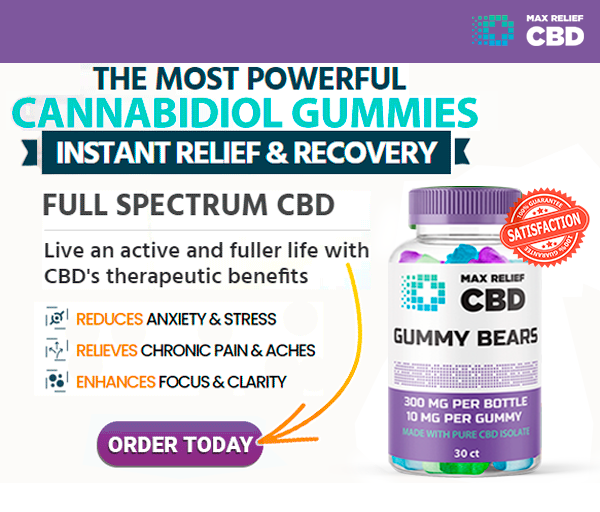 MAX RELIEF
CBD
THE MOST POWERFUL
CANNABIDIOL GUMMIES
INSTANT RELIEF & RECOVERY
FULL SPECTRUM CBD
Live an active and fuller life with
CBD's therapeutic benefits
REDUCES ANXIETY & STRESS
RELIEVES CHRONIC PAIN & ACHES
ENHANCES FOCUS & CLARITY
ORDER TODAY
100% GUARANTEE
SATISFACTION
100% GUARANTEE
MAX RELIEF
CBD
GUMMY BEARS
300 MG PER BOTTLE
10 MG PER GUMMY
MADE WITH PURE CBD ISOLATE
30 ct